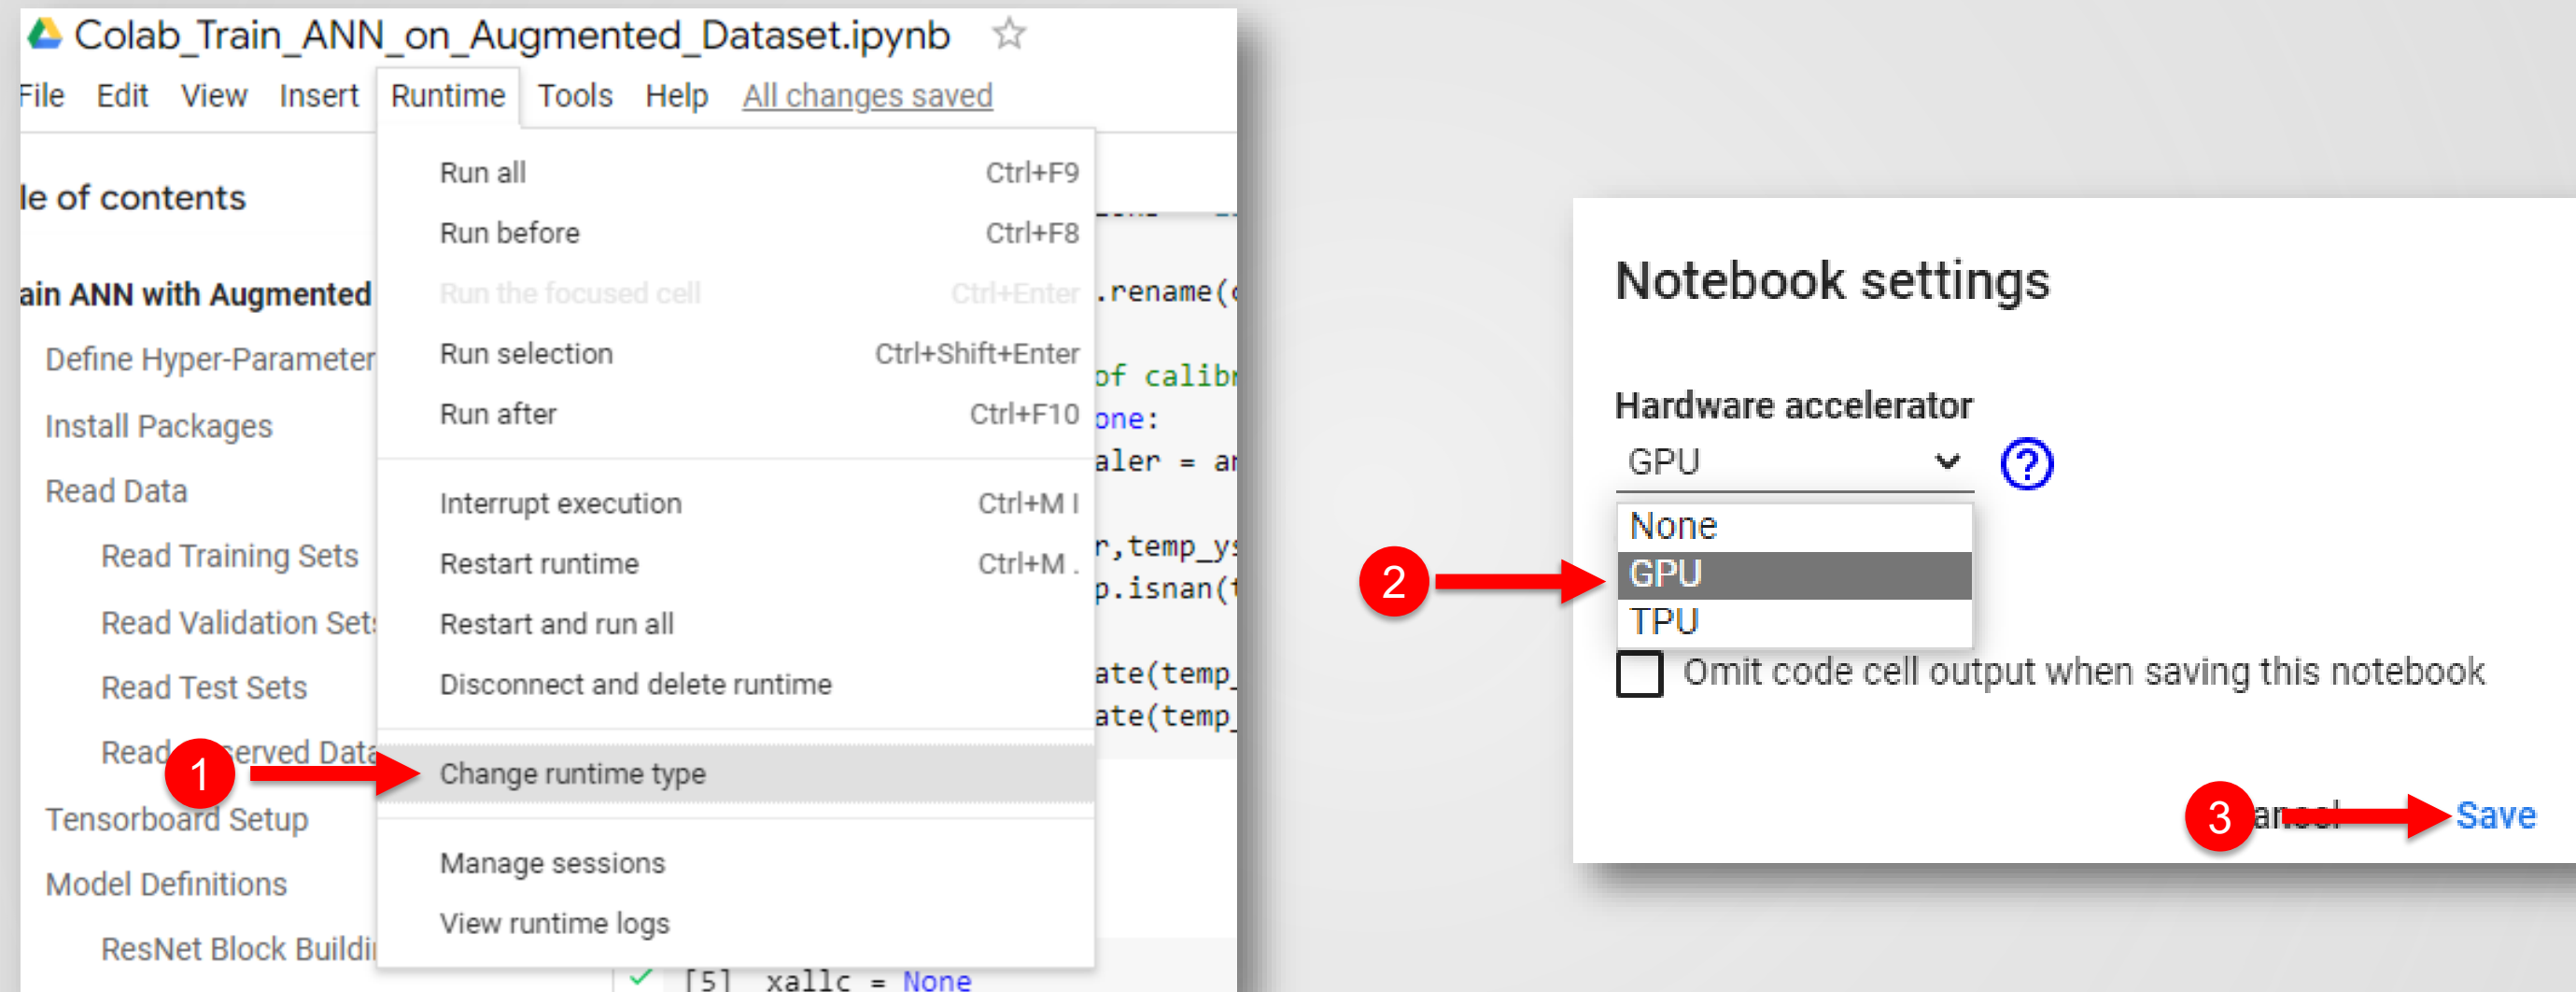 Colab_Train_ANN_on_Augmented_Dataset.ipynb
File Edit View Insert Runtime Tools Help All changes saved
le of contents
ain ANN with Augmented
Define Hyper-Parameter
Install Packages
Read Data
Read Training Sets
Read Validation Sets
Read Test Sets
Read served Data
Tensorboard Setup
Model Definitions
ResNet Block Buildi
Run all Ctrl+F9
Run before Ctrl+F8
Run the focused cell Ctrl+Enter
Run selection Ctrl+Shift+Enter
Run after Ctrl+F10
Interrupt execution Ctrl+M I
Restart runtime Ctrl+M .
Restart and run all
Disconnect and delete runtime
1
Change runtime type
Manage sessions
View runtime logs
.rename(
of calib
one:
aler = a
r,temp_ys
p.isnan(
ate(temp_
ate(temp_
[5] xallc = None
Notebook settings
Hardware accelerator
GPU ?
None
2
GPU
TPU
Omit code cell output when saving this notebook
3 ancel Save